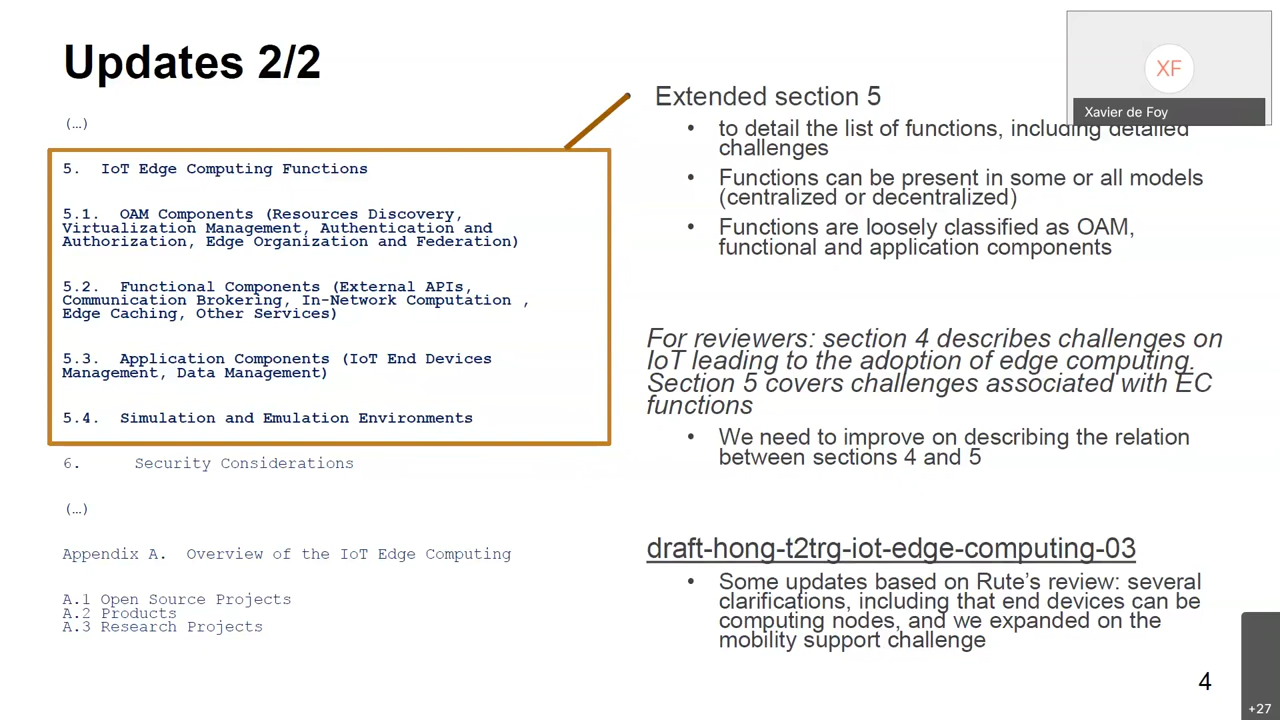 Updates 2/2
(…)
5. IoT Edge Computing Functions
5.1. OAM Components (Resources Discovery,
Virtualization Management, Authentication and
Authorization, Edge Organization and Federation)
5.2. Functional Components (External APIs,
Communication Brokering, In-Network Computation ,
Edge Caching, Other Services)
5.3. Application Components (IoT End Devices
Management, Data Management)
5.4. Simulation and Emulation Environments
6. Security Considerations
(…)
Appendix A. Overview of the IoT Edge Computing
A.1 Open Source Projects
A.2 Products
A.3 Research Projects
• Extended section 5
• to detail the list of functions, including detailed
challenges
• Functions can be present in some or all models
(centralized or decentralized)
• Functions are loosely classified as OAM,
functional and application components
For reviewers: section 4 describes challenges on
IoT leading to the adoption of edge computing.
Section 5 covers challenges associated with EC
functions
• We need to improve on describing the relation
between sections 4 and 5
draft-hong-t2trg-iot-edge-computing-03
• Some updates based on Rute’s review: several
clarifications, including that end devices can be
computing nodes, and we expanded on the
mobility support challenge
4
XF
Xavier de Foy
+27